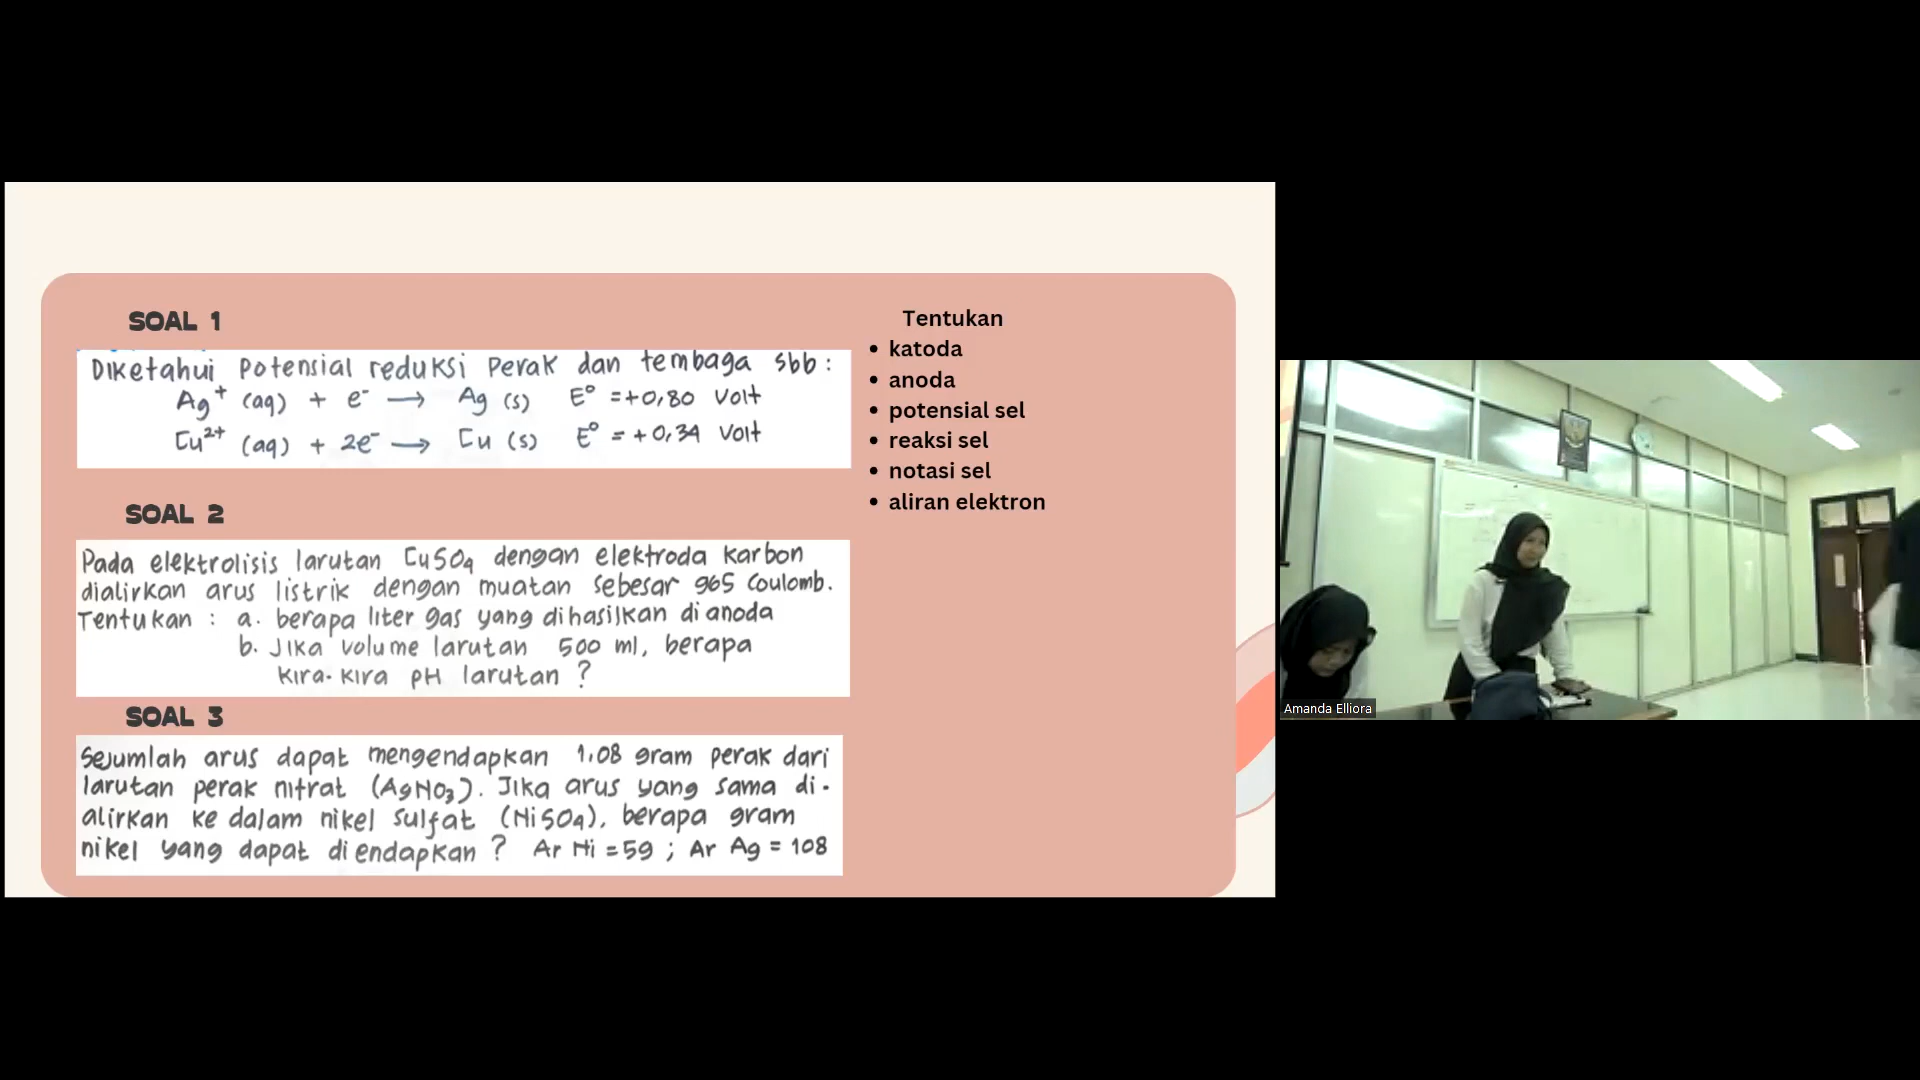 SOAL 1
Diketahui potensial reduksi perak dan tembaga sbb :
Ag⁺ (aq) + e⁻ → Ag (s) E° = +0,80 volt
Cu²⁺ (aq) + 2e⁻ → Cu (s) E° = +0,34 volt
SOAL 2
Pada elektrolisis larutan CuSO₄ dengan elektroda karbon
dialirkan arus listrik dengan muatan sebesar 965 coulomb.
Tentukan : a. berapa liter gas yang dihasilkan di anoda
b. Jika volume larutan 500 ml, berapa
kira-kira pH larutan ?
SOAL 3
Sejumlah arus dapat mengendapkan 1,08 gram perak dari
larutan perak nitrat (AgNO₃). Jika arus yang sama di-
alirkan ke dalam nikel sulfat (NiSO₄), berapa gram
nikel yang dapat diendapkan ? Ar Ni = 59 ; Ar Ag = 108
Tentukan
• katoda
• anoda
• potensial sel
• reaksi sel
• notasi sel
• aliran elektron
Amanda Elliora